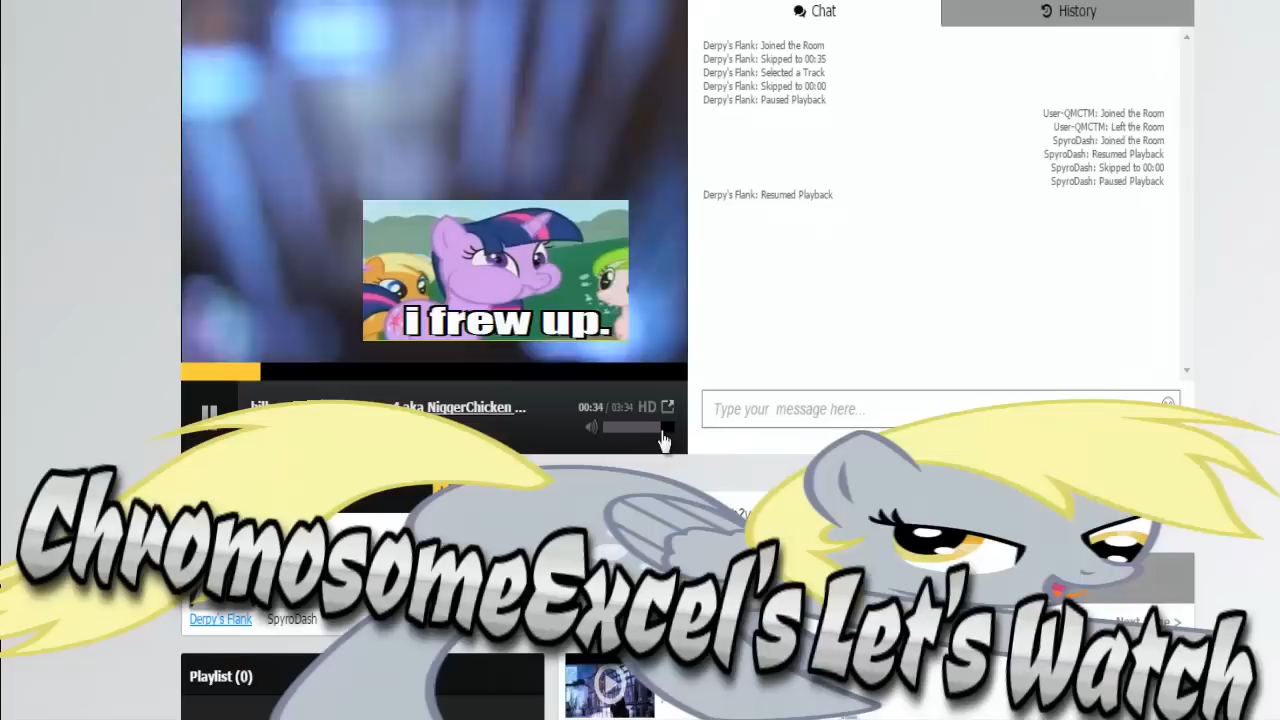 Chat
History
Derpy's Flank: Joined the Room
Derpy's Flank: Skipped to 00:35
Derpy's Flank: Selected a Track
Derpy's Flank: Skipped to 00:00
Derpy's Flank: Paused Playback
User-QMCTM: Joined the Room
User-QMCTM: Left the Room
SpyroDash: Joined the Room
SpyroDash: Resumed Playback
SpyroDash: Skipped to 00:00
SpyroDash: Paused Playback
Derpy's Flank: Resumed Playback
i frew up.
aka NiggerChicken ...
00:34 / 03:34 HD
Type your message here...
ChromosomeExcel's Let's Watch
Derpy's Flank SpyroDash
Playlist (0)